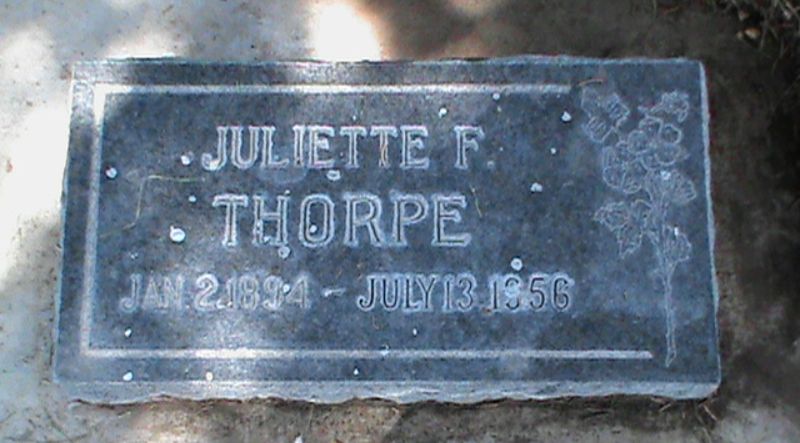 JULIETTE F.
THORPE
JAN. 2. 1894 - JULY 13. 1956